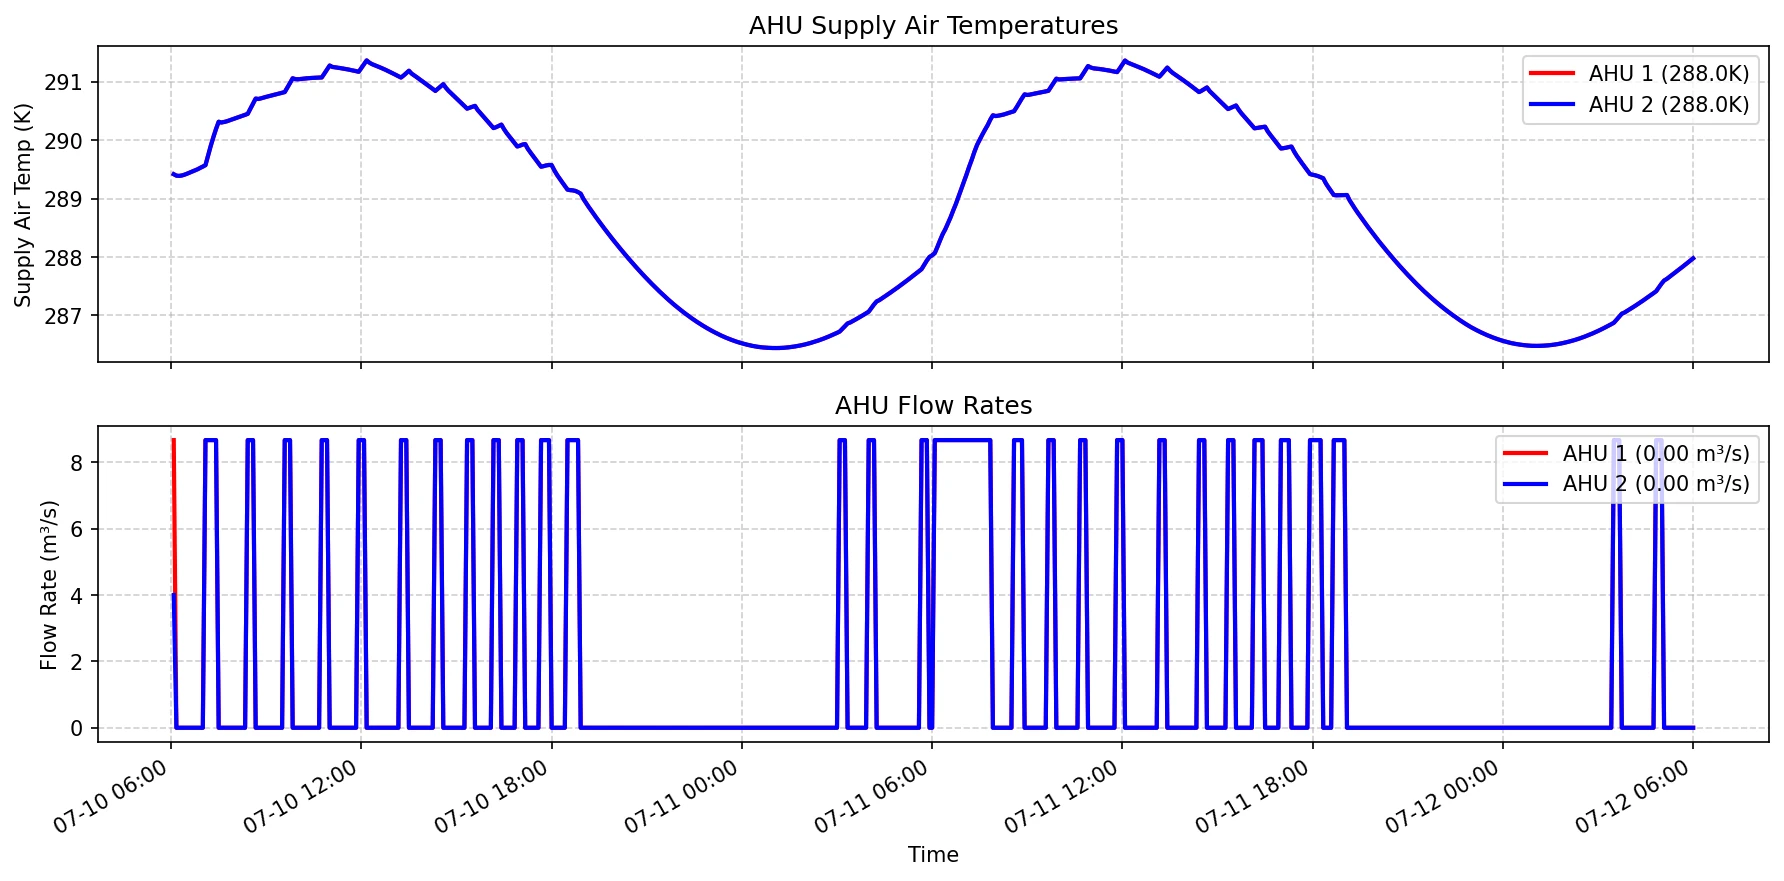 AHU Supply Air Temperatures
Supply Air Temp (K)
291
290
289
288
287
AHU 1 (288.0K)
AHU 2 (288.0K)
AHU Flow Rates
Flow Rate (m³/s)
8
6
4
2
0
AHU 1 (0.00 m³/s)
AHU 2 (0.00 m³/s)
07-10 06:00
07-10 12:00
07-10 18:00
07-11 00:00
07-11 06:00
07-11 12:00
07-11 18:00
07-12 00:00
07-12 06:00
Time